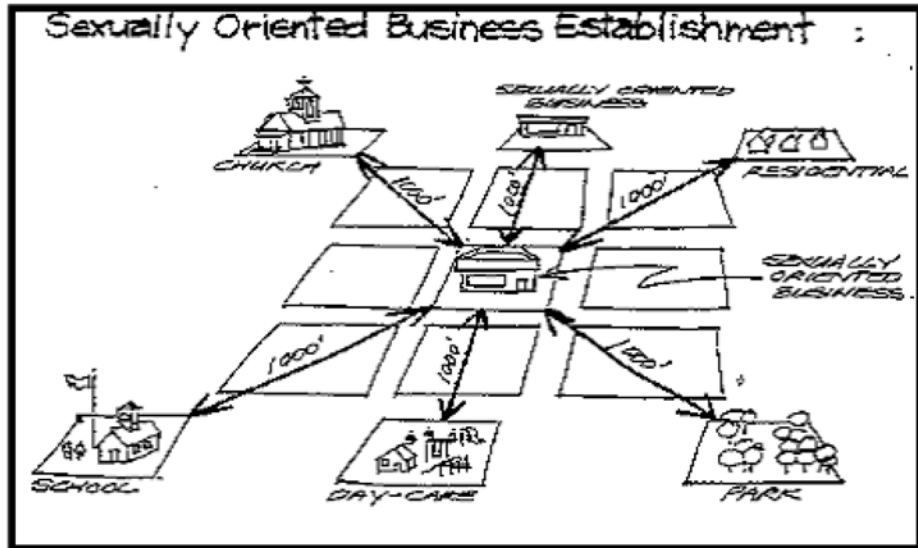 Sexually Oriented Business Establishment :
SEXUALLY ORIENTED
BUSINESS
CHURCH
RESIDENTIAL
1000'
1000'
1000'
SEXUALLY
ORIENTED
BUSINESS.
1000'
1000'
1000'
SCHOOL
DAY-CARE
PARK